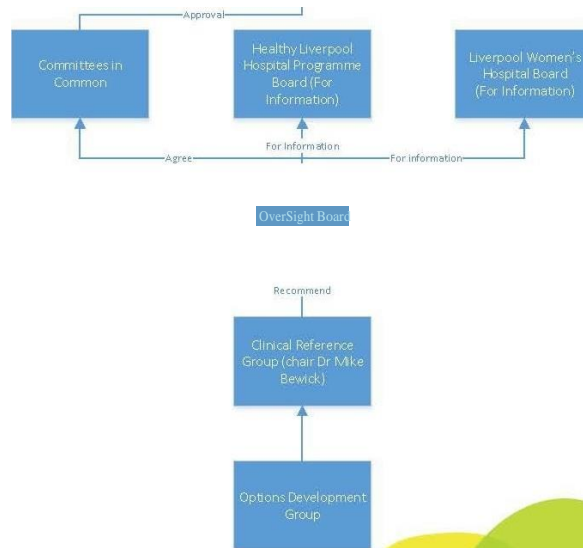 Approval
Committees in
Common
Healthy Liverpool
Hospital Programme
Board (For
Information)
Liverpool Women's
Hospital Board
(For Information)
Agree
For Information
For information
OverSight Board
Recommend
Clinical Reference
Group (chair Dr Mike
Bewick)
Options Development
Group